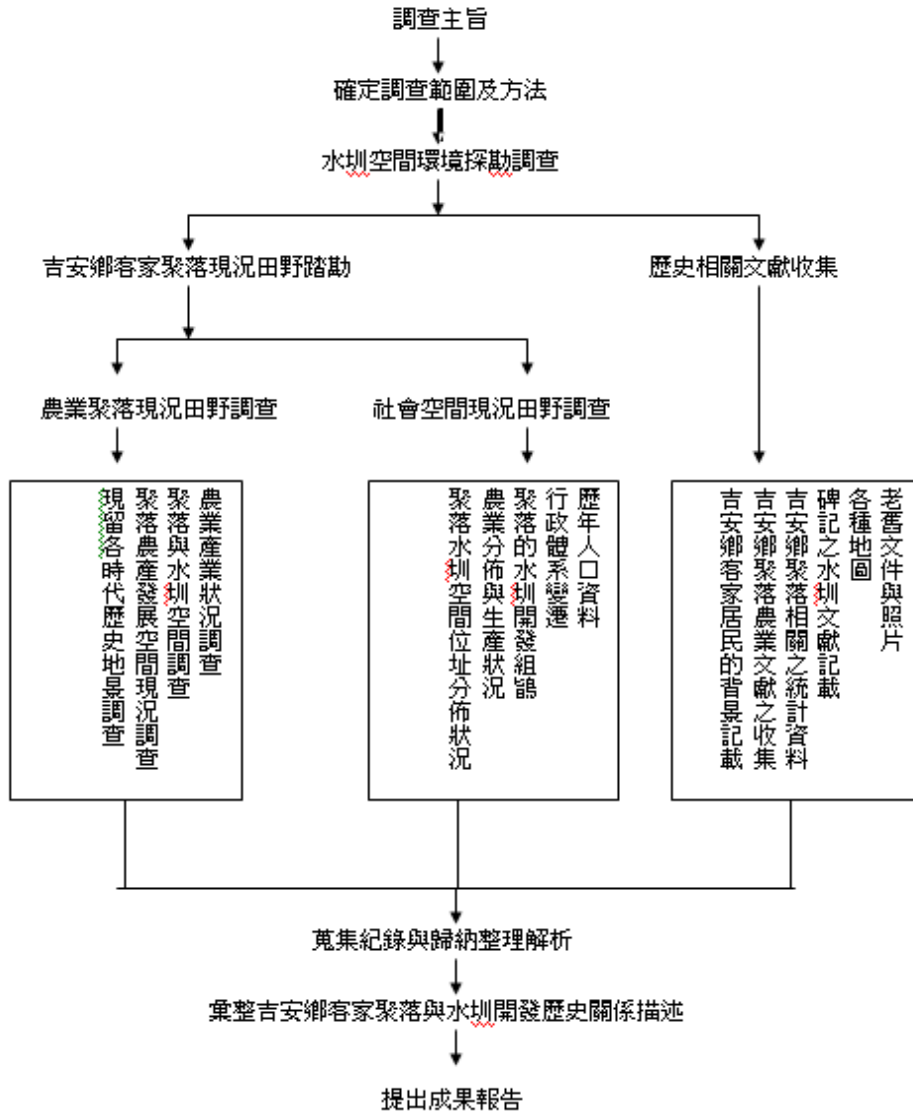 調查主旨
確定調查範圍及方法
水圳空間環境探勘調查
吉安鄉客家聚落現況田野踏勘
歷史相關文獻收集
農業聚落現況田野調查
社會空間現況田野調查
農業產業狀況調查
聚落與水圳空間調查
聚落農產發展空間現況調查
現留各時代歷史地景調查
歷年人口資料
行政體系變遷
聚落的水圳開發組織
農業分佈與生產狀況
聚落水圳空間位址分佈狀況
老舊文件與照片
各種地圖
碑記之水圳文獻記載
吉安鄉聚落相關之統計資料
吉安鄉聚落農業文獻之收集
吉安鄉客家居民的背景記載
蒐集紀錄與歸納整理解析
彙整吉安鄉客家聚落與水圳開發歷史關係描述
提出成果報告